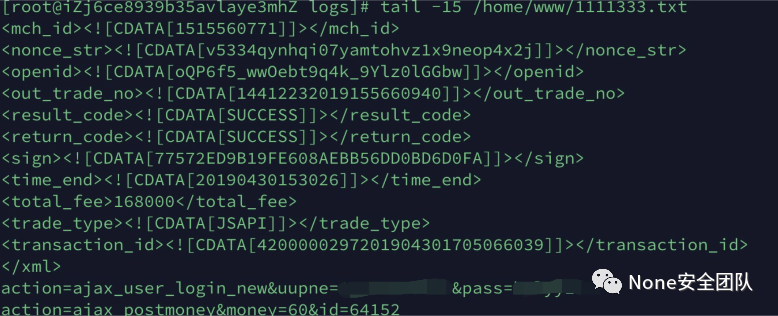 [root@iZj6ce8939b35avlaye3mhZ logs]# tail -15 /home/www/1111333.txt
<mch_id><![CDATA[1515560771]]></mch_id>
<nonce_str><![CDATA[v5334qynhqi07yamtohvz1x9neop4x2j]]></nonce_str>
<openid><![CDATA[oQP6f5_wwOebt9q4k_9Ylz0lGGbw]]></openid>
<out_trade_no><![CDATA[14412232019155660940]]></out_trade_no>
<result_code><![CDATA[SUCCESS]]></result_code>
<return_code><![CDATA[SUCCESS]]></return_code>
<sign><![CDATA[77572ED9B19FE608AEBB56DD0BD6D0FA]]></sign>
<time_end><![CDATA[20190430153026]]></time_end>
<total_fee>168000</total_fee>
<trade_type><![CDATA[JSAPI]]></trade_type>
<transaction_id><![CDATA[4200000297201904301705066039]]></transaction_id>
</xml>
action=ajax_user_login_new&uupne= &pass=
None安全团队
action=ajax_postmoney&money=60&id=64152